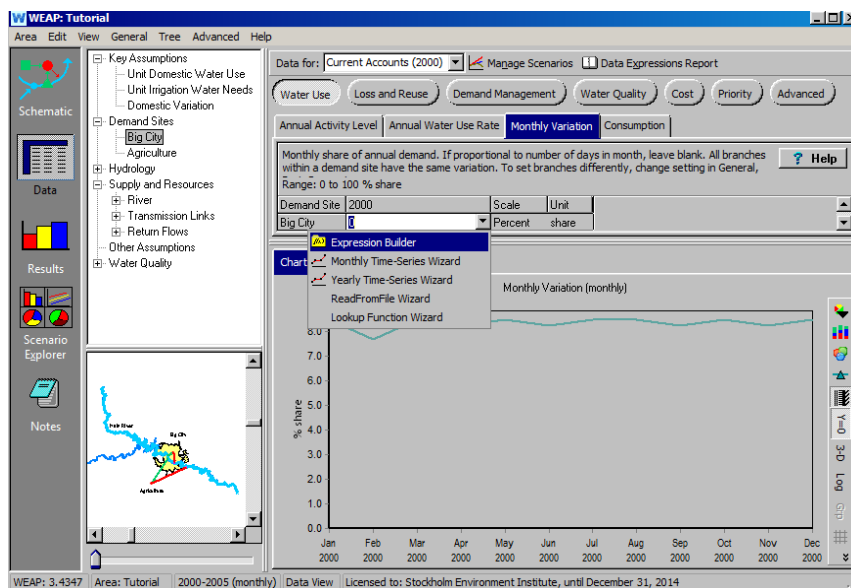 WEAP: Tutorial
Area Edit View General Tree Advanced Help
Schematic
Data
Results
Scenario
Explorer
Notes
Key Assumptions
Unit Domestic Water Use
Unit Irrigation Water Needs
Domestic Variation
Demand Sites
Big City
Agriculture
Hydrology
Supply and Resources
River
Transmission Links
Return Flows
Other Assumptions
Water Quality
Big City
Agriculture
Data for: Current Accounts (2000) Manage Scenarios Data Expressions Report
Water Use Loss and Reuse Demand Management Water Quality Cost Priority Advanced
Annual Activity Level Annual Water Use Rate Monthly Variation Consumption
Monthly share of annual demand. If proportional to number of days in month, leave blank. All branches
within a demand site have the same variation. To set branches differently, change setting in General,
Range: 0 to 100 % share
? Help
Demand Site 2000 Scale Unit
Big City 0 Percent share
Expression Builder
Monthly Time-Series Wizard
Yearly Time-Series Wizard
ReadFromFile Wizard
Lookup Function Wizard
Chart
Monthly Variation (monthly)
8.0
7.0
6.0
5.0
4.0
3.0
2.0
1.0
0.0
% share
Jan Feb Mar Apr May Jun Jul Aug Sep Oct Nov Dec
2000 2000 2000 2000 2000 2000 2000 2000 2000 2000 2000 2000
Y=0
3-D
Log
WEAP: 3.4347 Area: Tutorial 2000-2005 (monthly) Data View Licensed to: Stockholm Environment Institute, until December 31, 2014